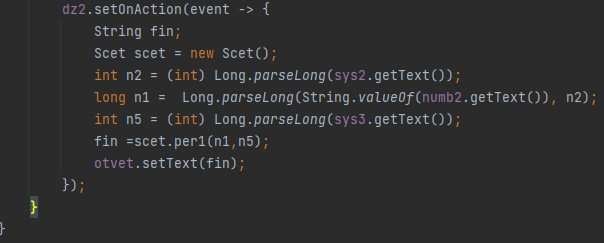 dz2.setOnAction(event -> {
String fin;
Scet scet = new Scet();
int n2 = (int) Long.parseLong(sys2.getText());
long n1 =  Long.parseLong(String.valueOf(numb2.getText()), n2);
int n5 = (int) Long.parseLong(sys3.getText());
fin =scet.per1(n1,n5);
otvet.setText(fin);
});
}
}